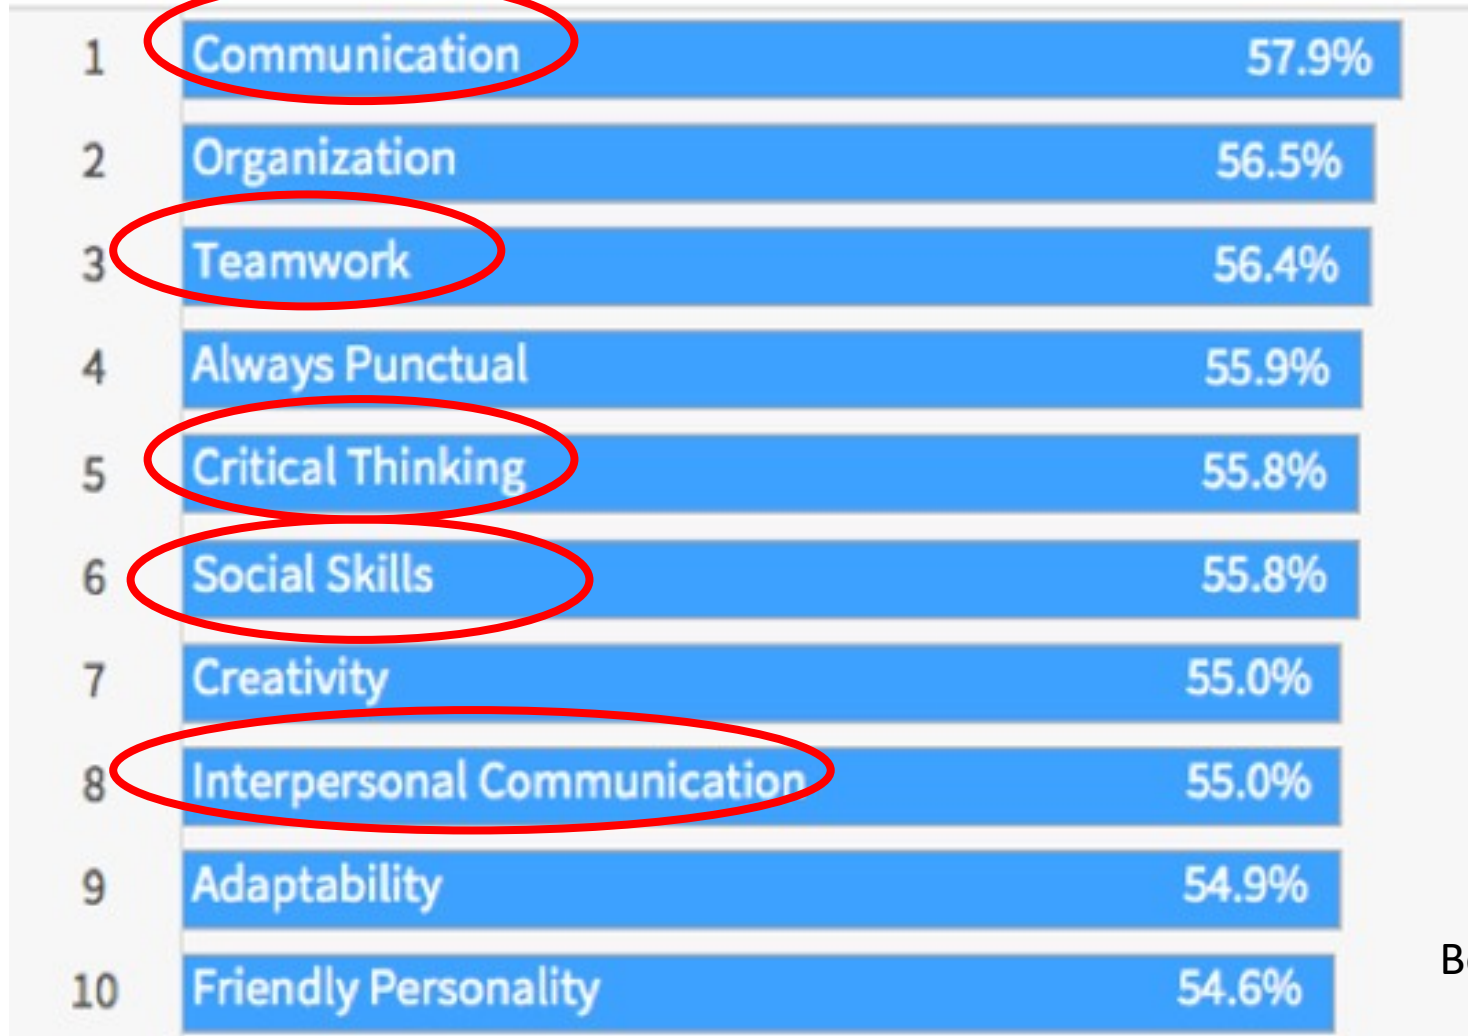 1 Communication 57.9%
2 Organization 56.5%
3 Teamwork 56.4%
4 Always Punctual 55.9%
5 Critical Thinking 55.8%
6 Social Skills 55.8%
7 Creativity 55.0%
8 Interpersonal Communication 55.0%
9 Adaptability 54.9%
10 Friendly Personality 54.6%